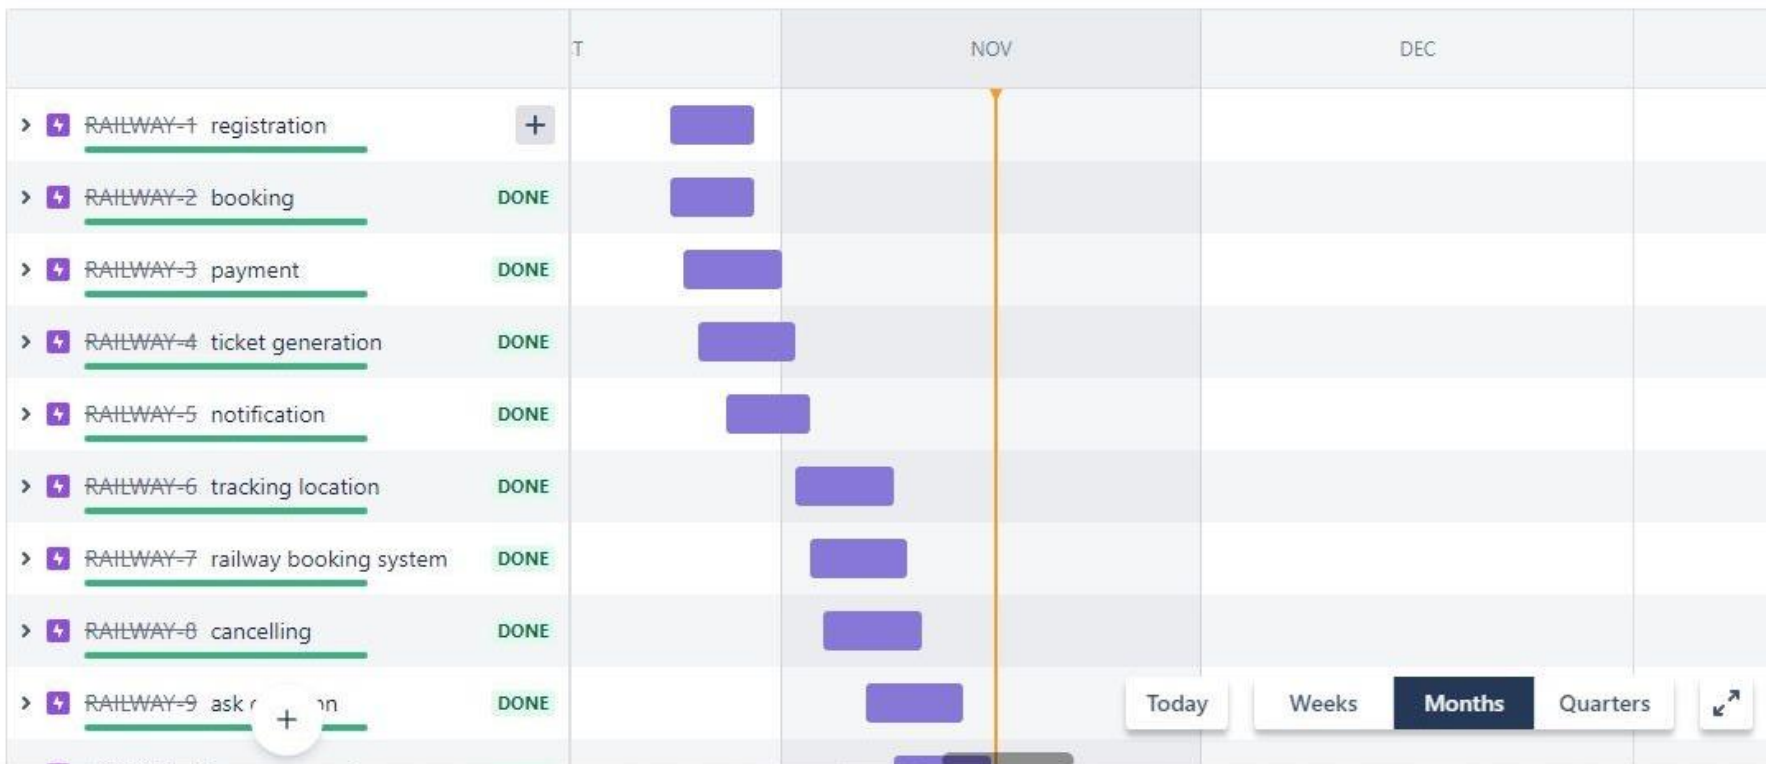 T NOV DEC
RAILWAY-1 registration +
RAILWAY-2 booking DONE
RAILWAY-3 payment DONE
RAILWAY-4 ticket generation DONE
RAILWAY-5 notification DONE
RAILWAY-6 tracking location DONE
RAILWAY-7 railway booking system DONE
RAILWAY-8 cancelling DONE
RAILWAY-9 ask DONE
Today Weeks Months Quarters
+